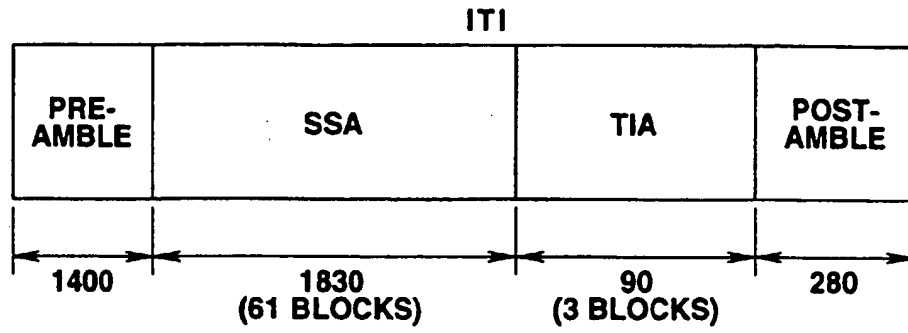 ITI
PRE-
AMBLE
SSA
TIA
POST-
AMBLE
1400
1830
(61 BLOCKS)
90
(3 BLOCKS)
280